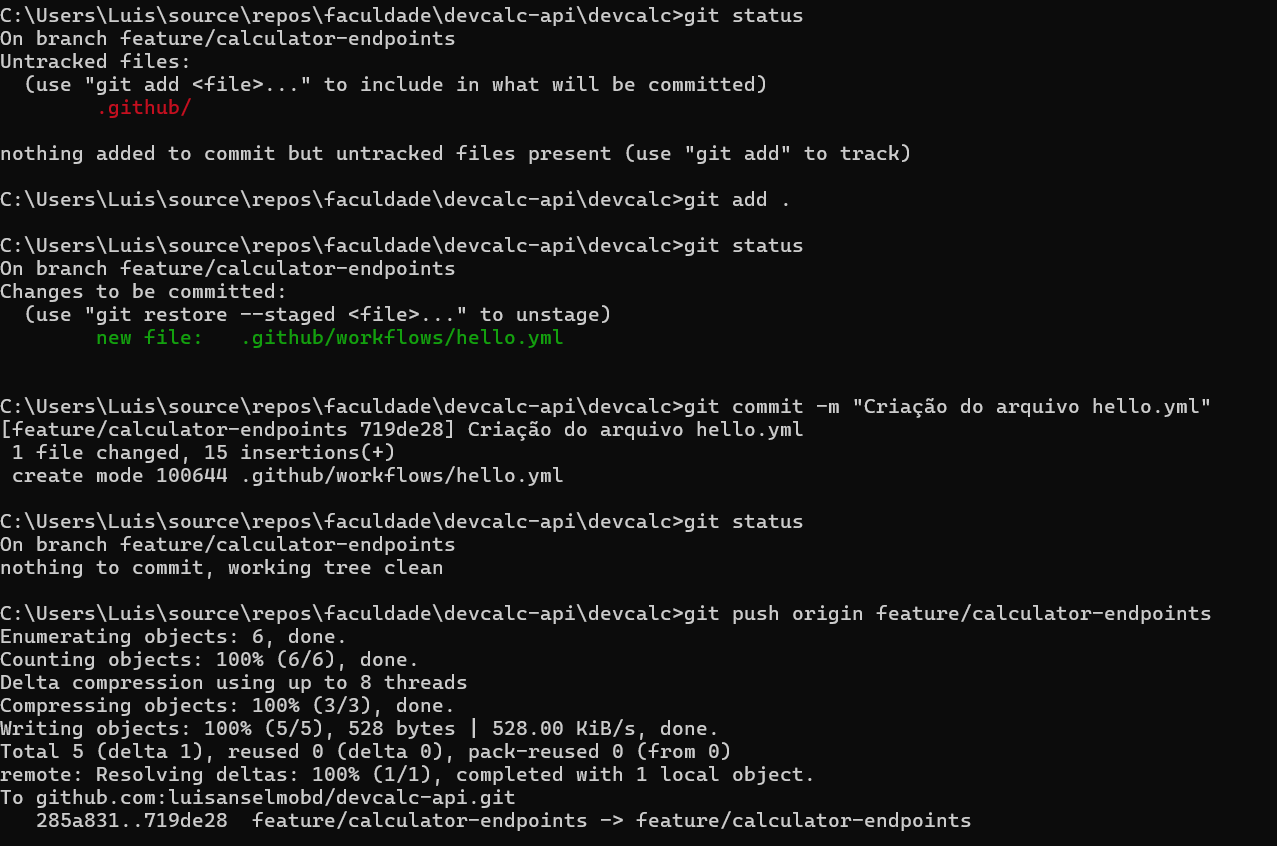 C:\Users\Luis\source\repos\faculdade\devcalc-api\devcalc>git status
On branch feature/calculator-endpoints
Untracked files:
  (use "git add <file>..." to include in what will be committed)
        .github/

nothing added to commit but untracked files present (use "git add" to track)

C:\Users\Luis\source\repos\faculdade\devcalc-api\devcalc>git add .

C:\Users\Luis\source\repos\faculdade\devcalc-api\devcalc>git status
On branch feature/calculator-endpoints
Changes to be committed:
  (use "git restore --staged <file>..." to unstage)
        new file:   .github/workflows/hello.yml


C:\Users\Luis\source\repos\faculdade\devcalc-api\devcalc>git commit -m "Criação do arquivo hello.yml"
[feature/calculator-endpoints 719de28] Criação do arquivo hello.yml
 1 file changed, 15 insertions(+)
 create mode 100644 .github/workflows/hello.yml

C:\Users\Luis\source\repos\faculdade\devcalc-api\devcalc>git status
On branch feature/calculator-endpoints
nothing to commit, working tree clean

C:\Users\Luis\source\repos\faculdade\devcalc-api\devcalc>git push origin feature/calculator-endpoints
Enumerating objects: 6, done.
Counting objects: 100% (6/6), done.
Delta compression using up to 8 threads
Compressing objects: 100% (3/3), done.
Writing objects: 100% (5/5), 528 bytes | 528.00 KiB/s, done.
Total 5 (delta 1), reused 0 (delta 0), pack-reused 0 (from 0)
remote: Resolving deltas: 100% (1/1), completed with 1 local object.
To github.com:luisanselmobd/devcalc-api.git
   285a831..719de28  feature/calculator-endpoints -> feature/calculator-endpoints